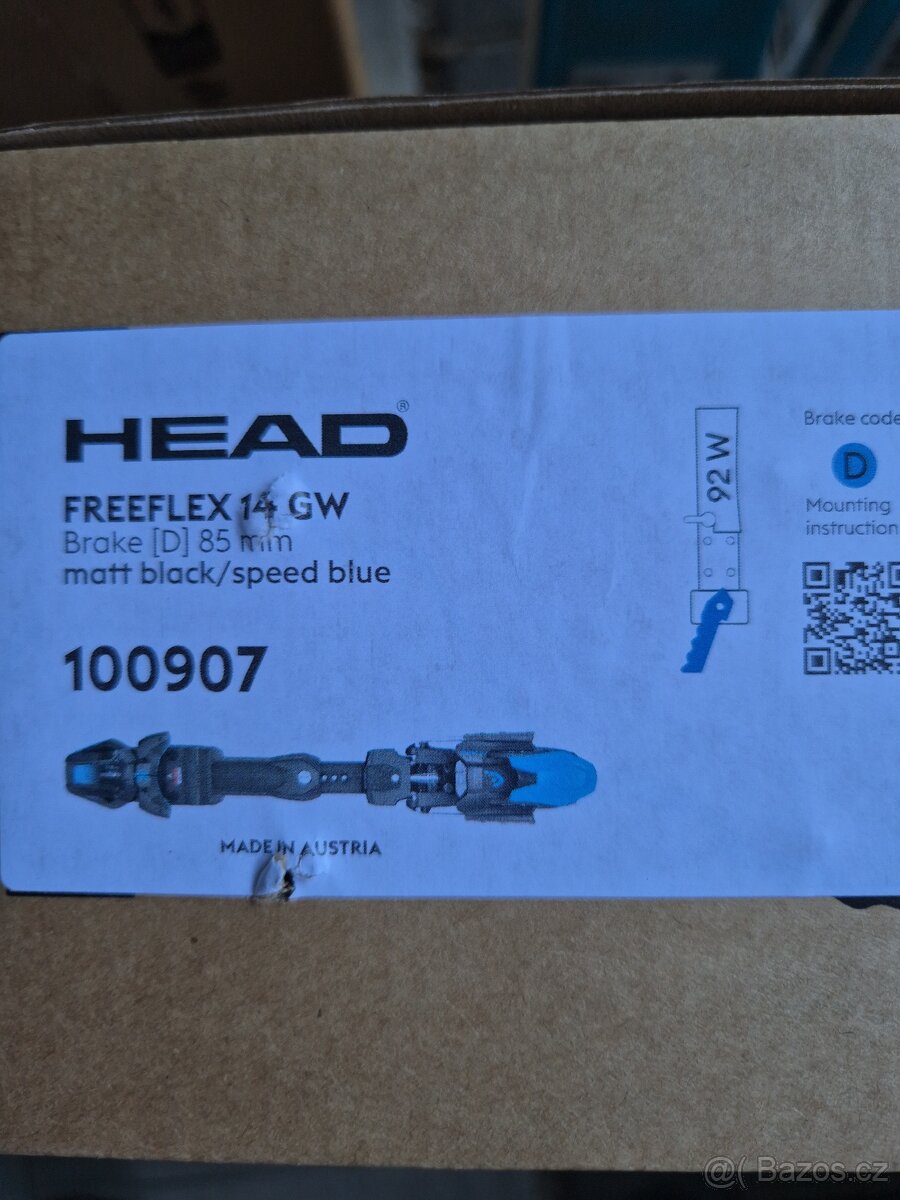 HEAD®
FREEFLEX 14 GW
Brake [D] 85 mm
matt black/speed blue
100907
MADE IN AUSTRIA
92 W
Brake code
D
Mounting
instruction
@( Bazos.cz